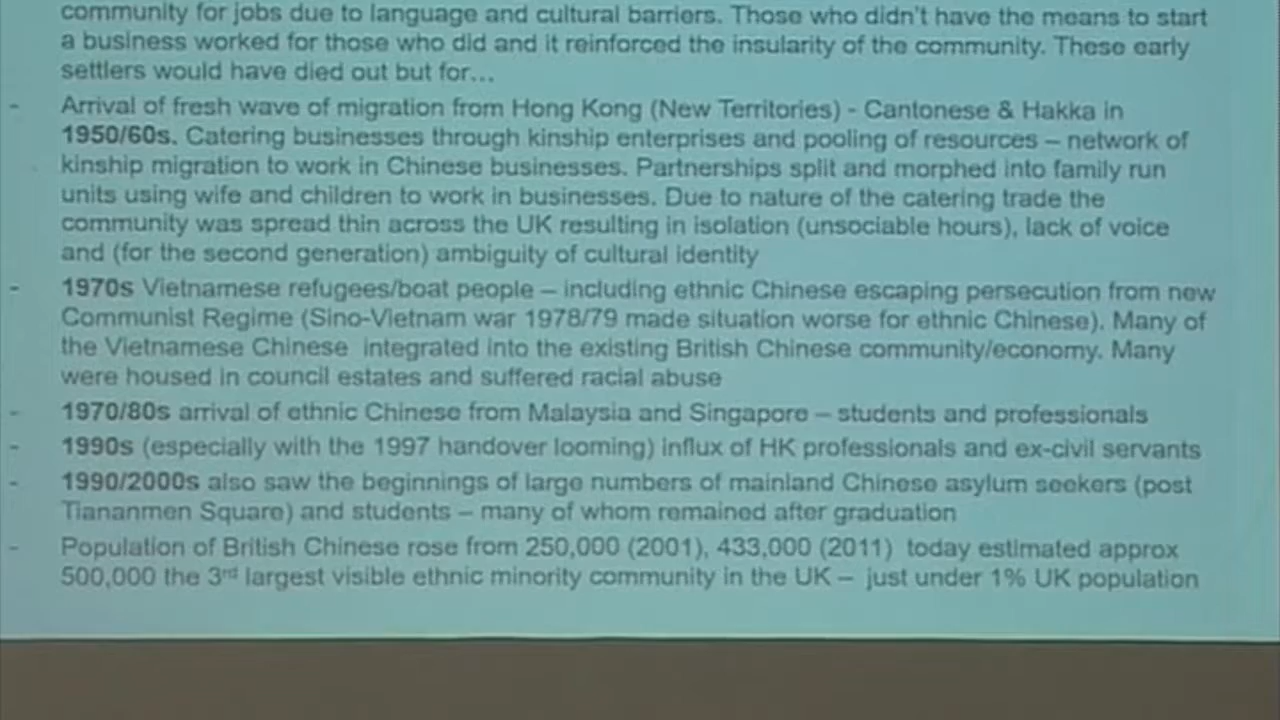 community for jobs due to language and cultural barriers. Those who didn't have the means to start
a business worked for those who did and it reinforced the insularity of the community. These early
settlers would have died out but for...
- Arrival of fresh wave of migration from Hong Kong (New Territories) - Cantonese & Hakka in
1950/60s. Catering businesses through kinship enterprises and pooling of resources – network of
kinship migration to work in Chinese businesses. Partnerships split and morphed into family run
units using wife and children to work in businesses. Due to nature of the catering trade the
community was spread thin across the UK resulting in isolation (unsociable hours), lack of voice
and (for the second generation) ambiguity of cultural identity
- 1970s Vietnamese refugees/boat people – including ethnic Chinese escaping persecution from new
Communist Regime (Sino-Vietnam war 1978/79 made situation worse for ethnic Chinese). Many of
the Vietnamese Chinese integrated into the existing British Chinese community/economy. Many
were housed in council estates and suffered racial abuse
- 1970/80s arrival of ethnic Chinese from Malaysia and Singapore – students and professionals
- 1990s (especially with the 1997 handover looming) influx of HK professionals and ex-civil servants
- 1990/2000s also saw the beginnings of large numbers of mainland Chinese asylum seekers (post
Tiananmen Square) and students – many of whom remained after graduation
- Population of British Chinese rose from 250,000 (2001), 433,000 (2011) today estimated approx
500,000 the 3rd largest visible ethnic minority community in the UK – just under 1% UK population